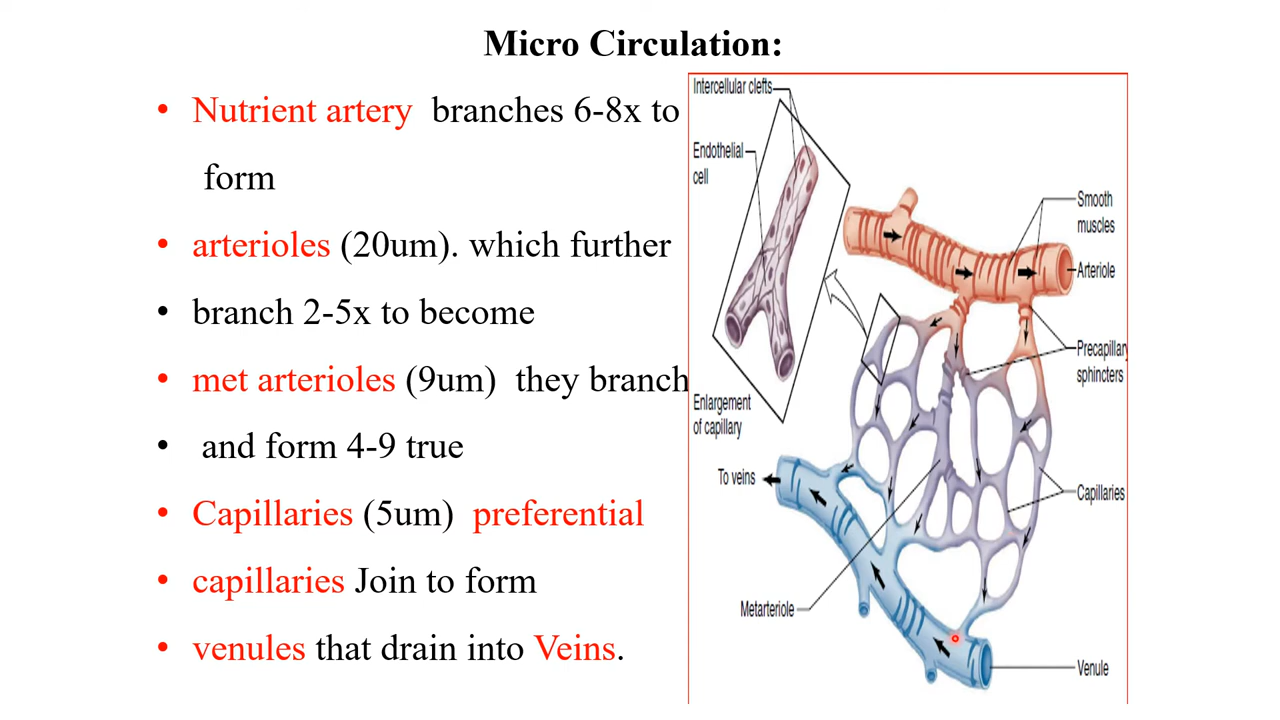 Micro Circulation:
• Nutrient artery branches 6-8x to
form
• arterioles (20um). which further
• branch 2-5x to become
• met arterioles (9um) they branch
• and form 4-9 true
• Capillaries (5um) preferential
• capillaries Join to form
• venules that drain into Veins.
Intercellular clefts
Endothelial
cell
Enlargement
of capillary
To veins
Metarteriole
Smooth
muscles
Arteriole
Precapillary
sphincters
Capillaries
Venule